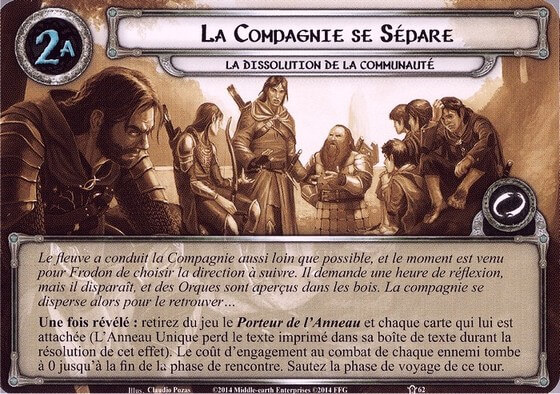 2A
La Compagnie se Sépare
La dissolution de la Communauté
Le fleuve a conduit la Compagnie aussi loin que possible, et le moment est venu
pour Frodon de choisir la direction à suivre. Il demande une heure de réflexion,
mais il disparaît, et des Orques sont aperçus dans les bois. La compagnie se
disperse alors pour le retrouver…
Une fois révélé : retirez du jeu le Porteur de l'Anneau et chaque carte qui lui est
attachée (L'Anneau Unique perd le texte imprimé dans sa boîte de texte durant la
résolution de cet effet). Le coût d'engagement au combat de chaque ennemi tombe
à 0 jusqu'à la fin de la phase de rencontre. Sautez la phase de voyage de ce tour.
Illus. Claudio Pozas ©2014 Middle-earth Enterprises ©2014 FFG 62